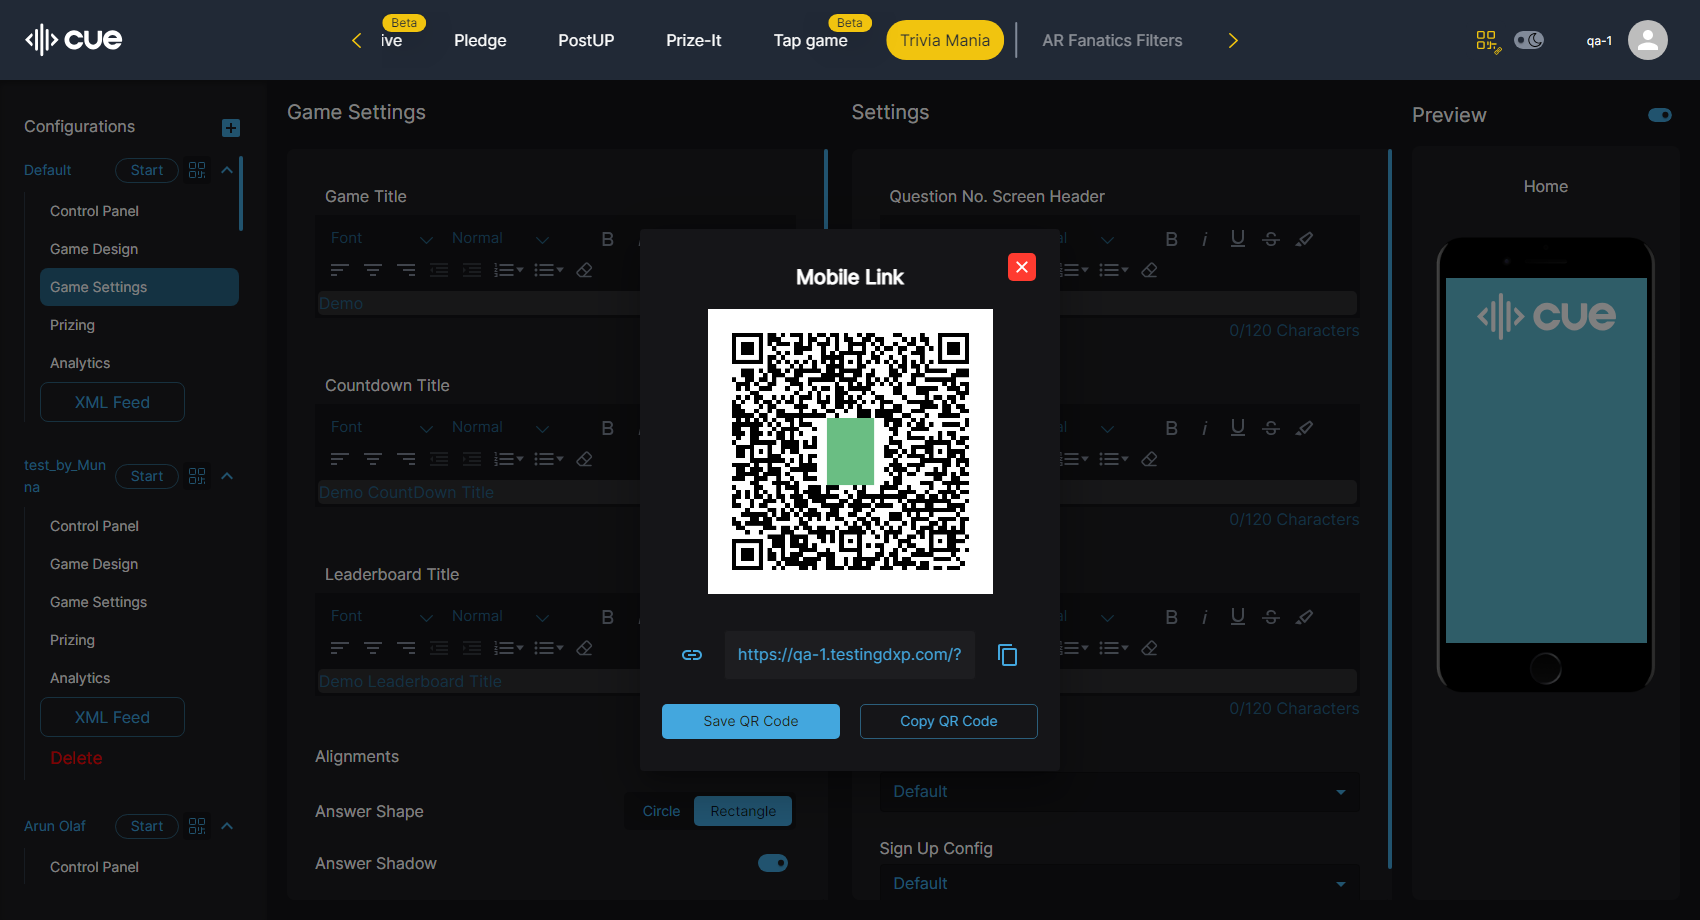 cue
ive
Beta
Pledge
PostUP
Prize-It
Tap game
Beta
Trivia Mania
AR Fanatics Filters
qa-1
Configurations
Default
Start
Control Panel
Game Design
Game Settings
Prizing
Analytics
XML Feed
test_by_Mun
na
Start
Control Panel
Game Design
Game Settings
Prizing
Analytics
XML Feed
Delete
Arun Olaf
Start
Control Panel
Game Settings
Game Title
Font
Normal
B
Demo
Countdown Title
Font
Normal
B
Demo CountDown Title
Leaderboard Title
Font
Normal
B
Demo Leaderboard Title
Alignments
Answer Shape
Circle
Rectangle
Answer Shadow
Mobile Link
https://qa-1.testingdxp.com/?
Save QR Code
Copy QR Code
Settings
Question No. Screen Header
al
B i U S
0/120 Characters
B i U S
0/120 Characters
al
B i U S
0/120 Characters
Default
Sign Up Config
Default
Preview
Home
cue